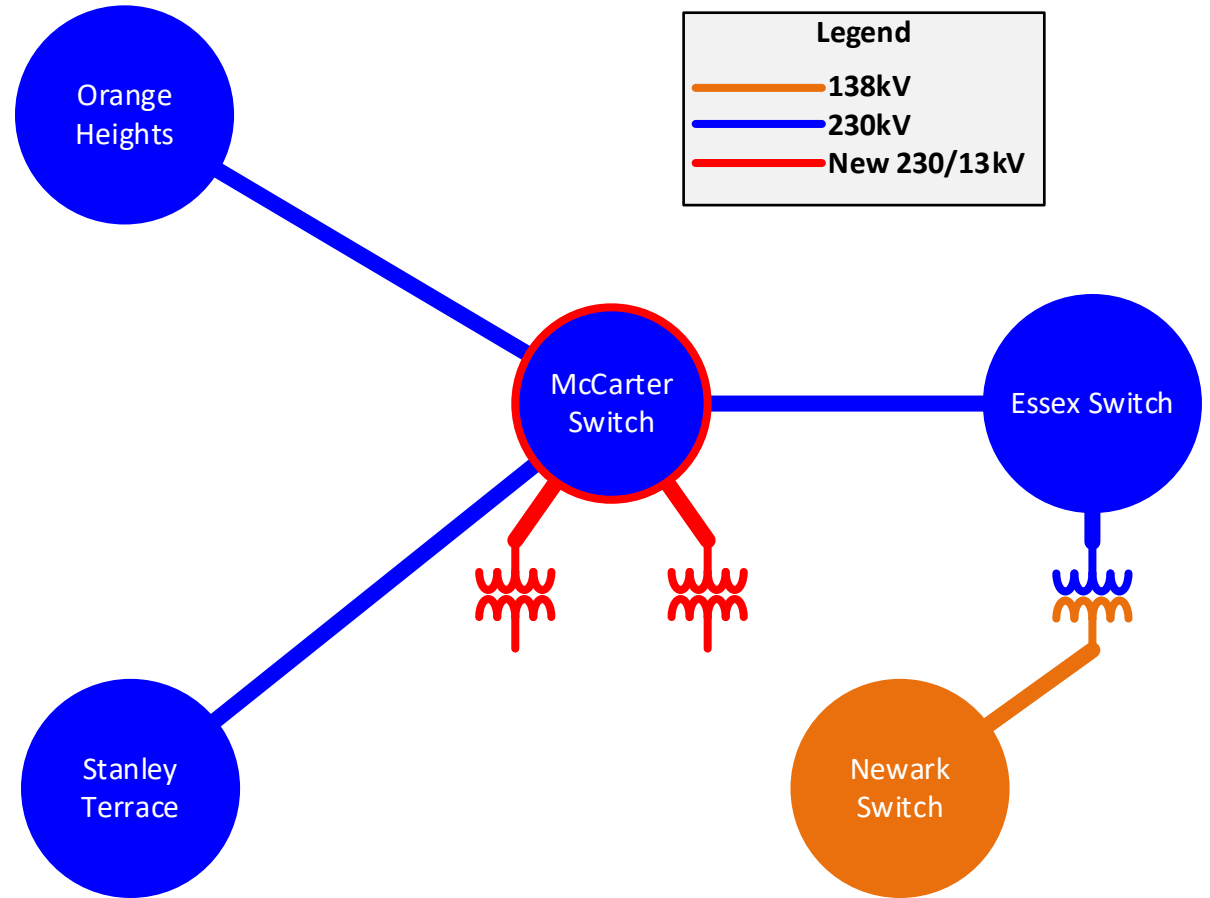 Orange
Heights
Legend
138kV
230kV
New 230/13kV
McCarter
Switch
Essex Switch
Stanley
Terrace
Newark
Switch